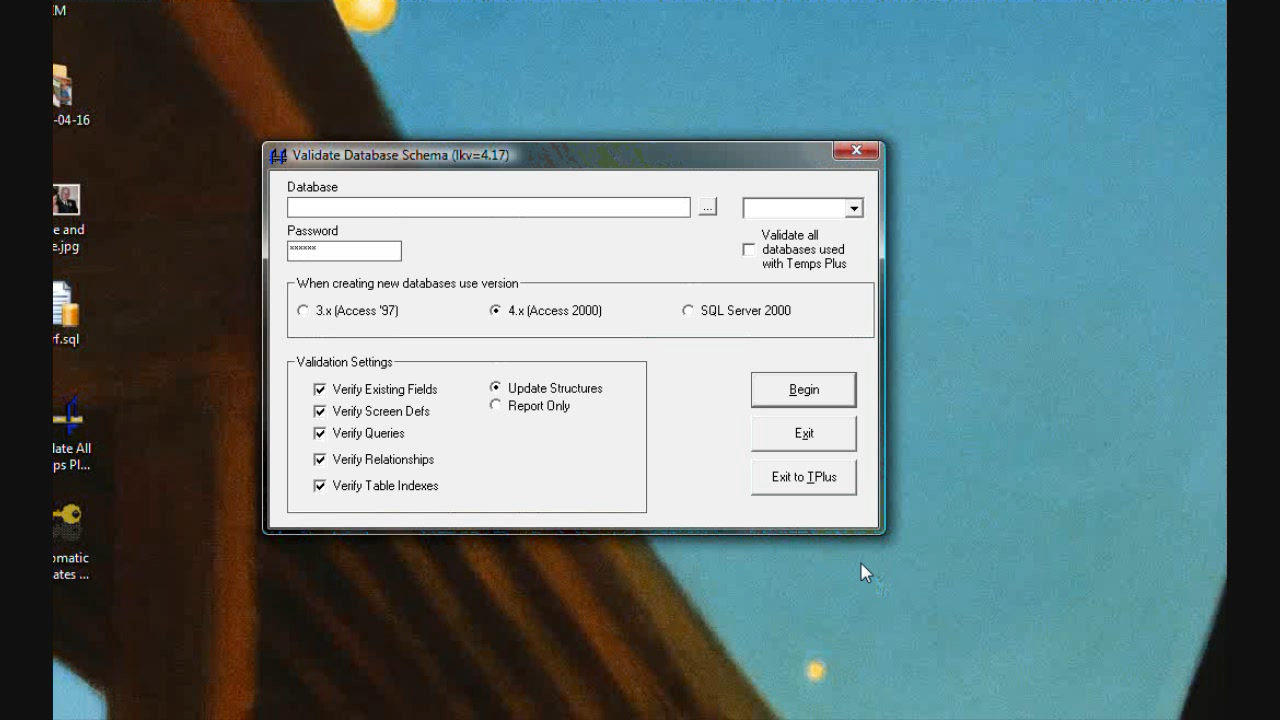 EM
-04-16
e and
e.jpg
rf.sql
late All
ps Pl...
omatic
ates ...
Validate Database Schema (lkv=4.17)
Database
...
Password
******
Validate all
databases used
with Temps Plus
When creating new databases use version
3.x (Access '97)
4.x (Access 2000)
SQL Server 2000
Validation Settings
Verify Existing Fields
Update Structures
Verify Screen Defs
Report Only
Verify Queries
Verify Relationships
Verify Table Indexes
Begin
Exit
Exit to TPlus